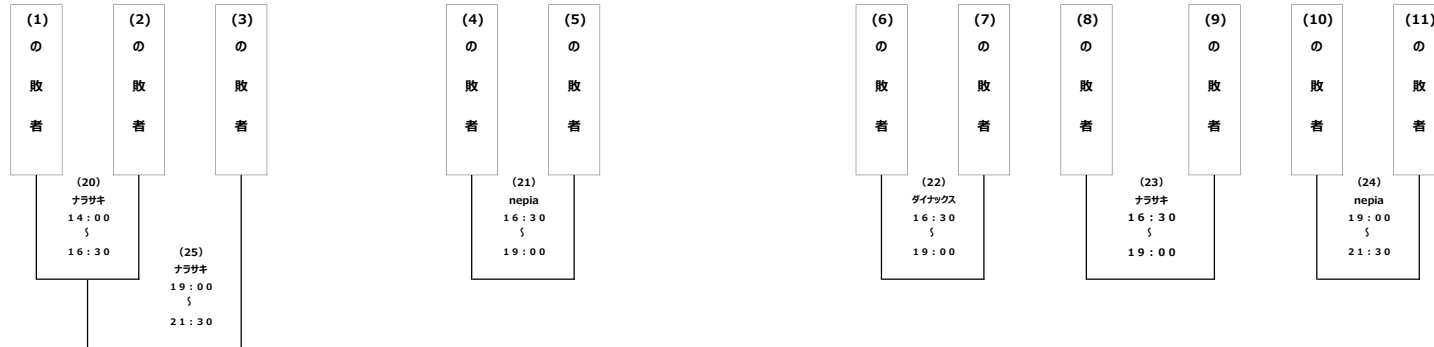 (1)の敗者
(2)の敗者
(3)の敗者
(4)の敗者
(5)の敗者
(6)の敗者
(7)の敗者
(8)の敗者
(9)の敗者
(10)の敗者
(11)の敗者
(20)
ナラサキ
14:00
~
16:30
(21)
nepia
16:30
~
19:00
(22)
ダイナックス
16:30
~
19:00
(23)
ナラサキ
16:30
~
19:00
(24)
nepia
19:00
~
21:30
(25)
ナラサキ
19:00
~
21:30